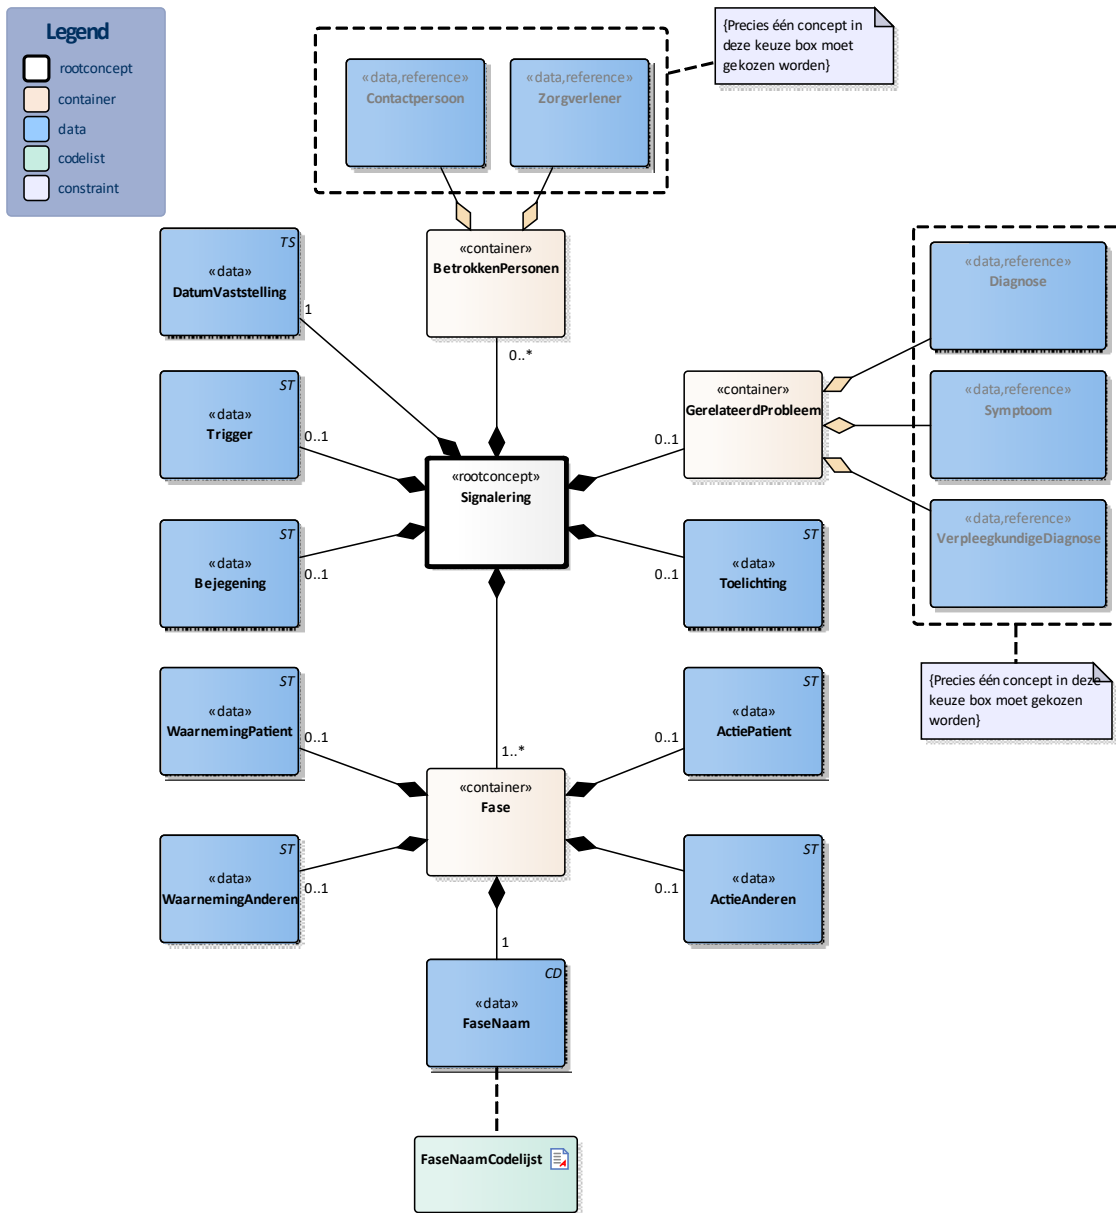 Legend
rootconcept
container
data
codelist
constraint
{Precies één concept in
deze keuze box moet
gekozen worden}
«data,reference»
Contactpersoon
«data,reference»
Zorgverlener
«container»
BetrokkenPersonen
0..*
TS
«data»
DatumVaststelling
1
ST
«data»
Trigger
0..1
ST
«data»
Bejegening
0..1
«rootconcept»
Signalering
«container»
GerelateerdProbleem
0..1
«data,reference»
Diagnose
«data,reference»
Symptoom
«data,reference»
VerpleegkundigeDiagnose
{Precies één concept in deze
keuze box moet gekozen
worden}
ST
«data»
Toelichting
0..1
ST
«data»
WaarnemingPatient
0..1
1..*
«container»
Fase
ST
«data»
ActiePatient
0..1
ST
«data»
WaarnemingAnderen
0..1
ST
«data»
ActieAnderen
0..1
1
CD
«data»
FaseNaam
FaseNaamCodelijst